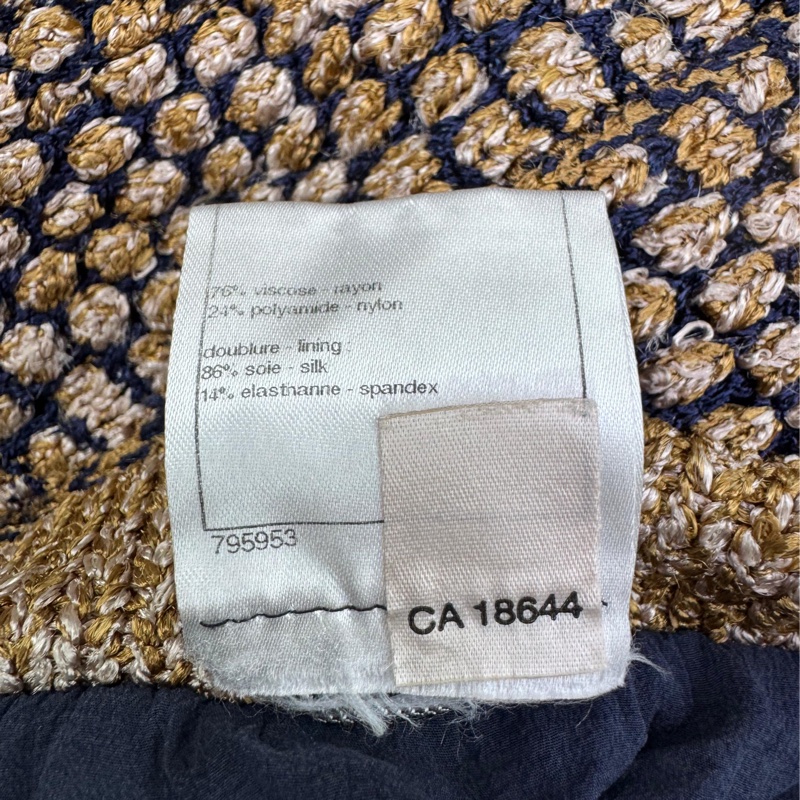 76% viscose - rayon
24% polyamide - nylon
doublure - lining :
86% soie - silk
14% elasthanne - spandex
795953
CA 18644